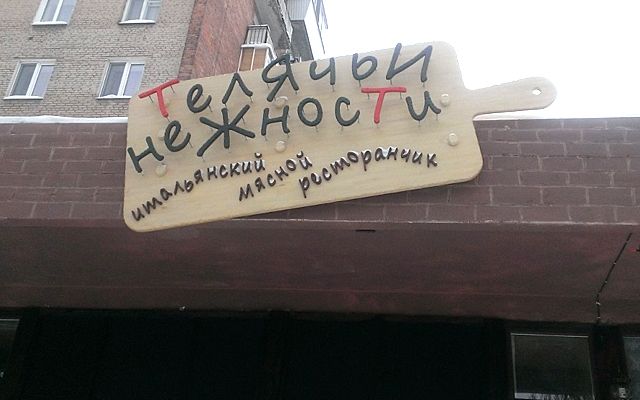 Телячьи
нежности
итальянский
мясной
ресторанчик